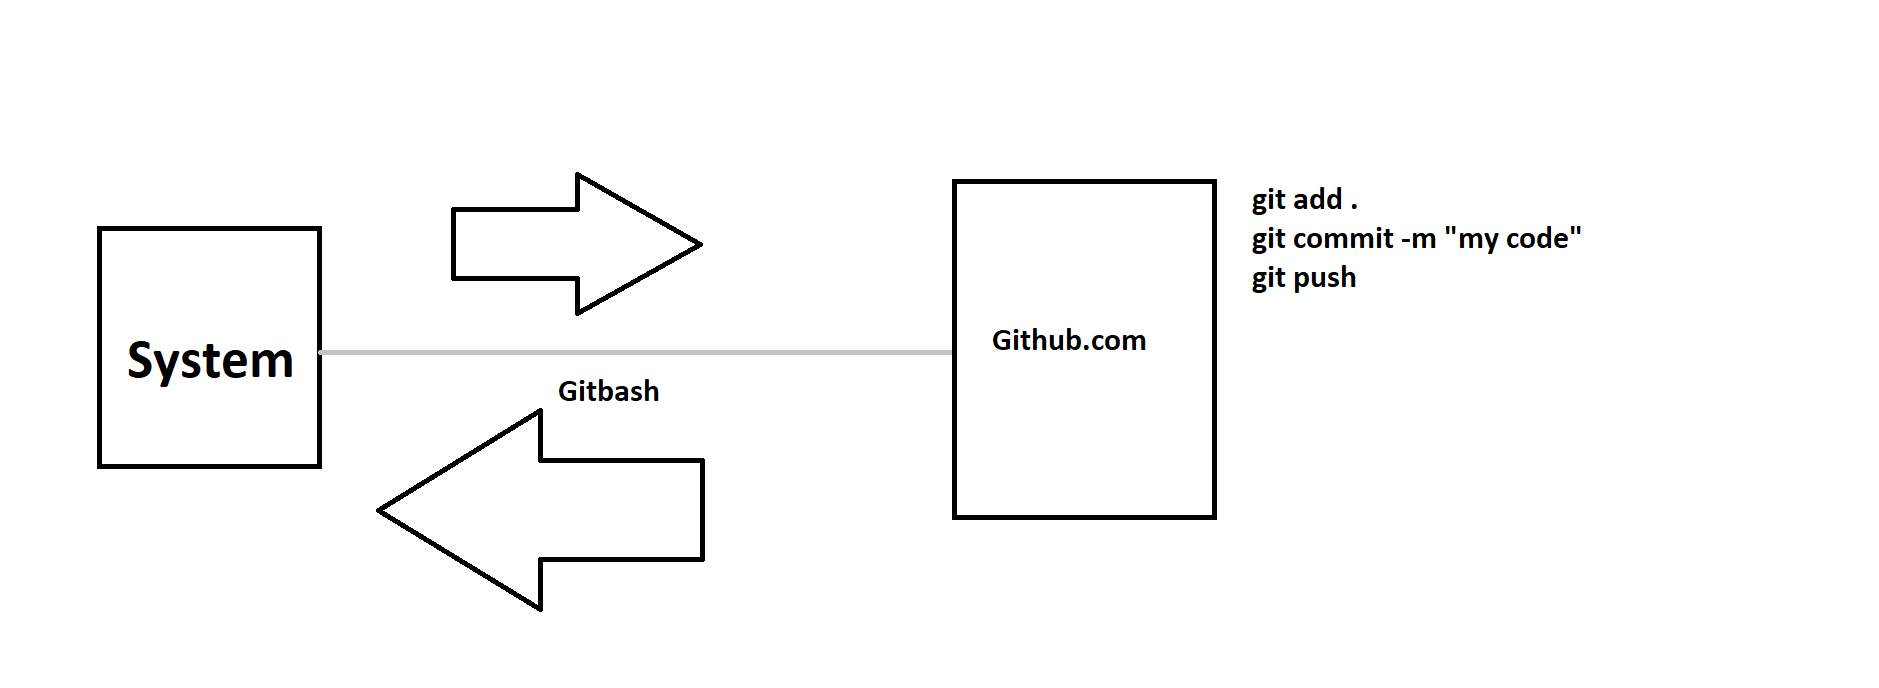 System
Gitbash
Github.com
git add .
git commit -m "my code"
git push